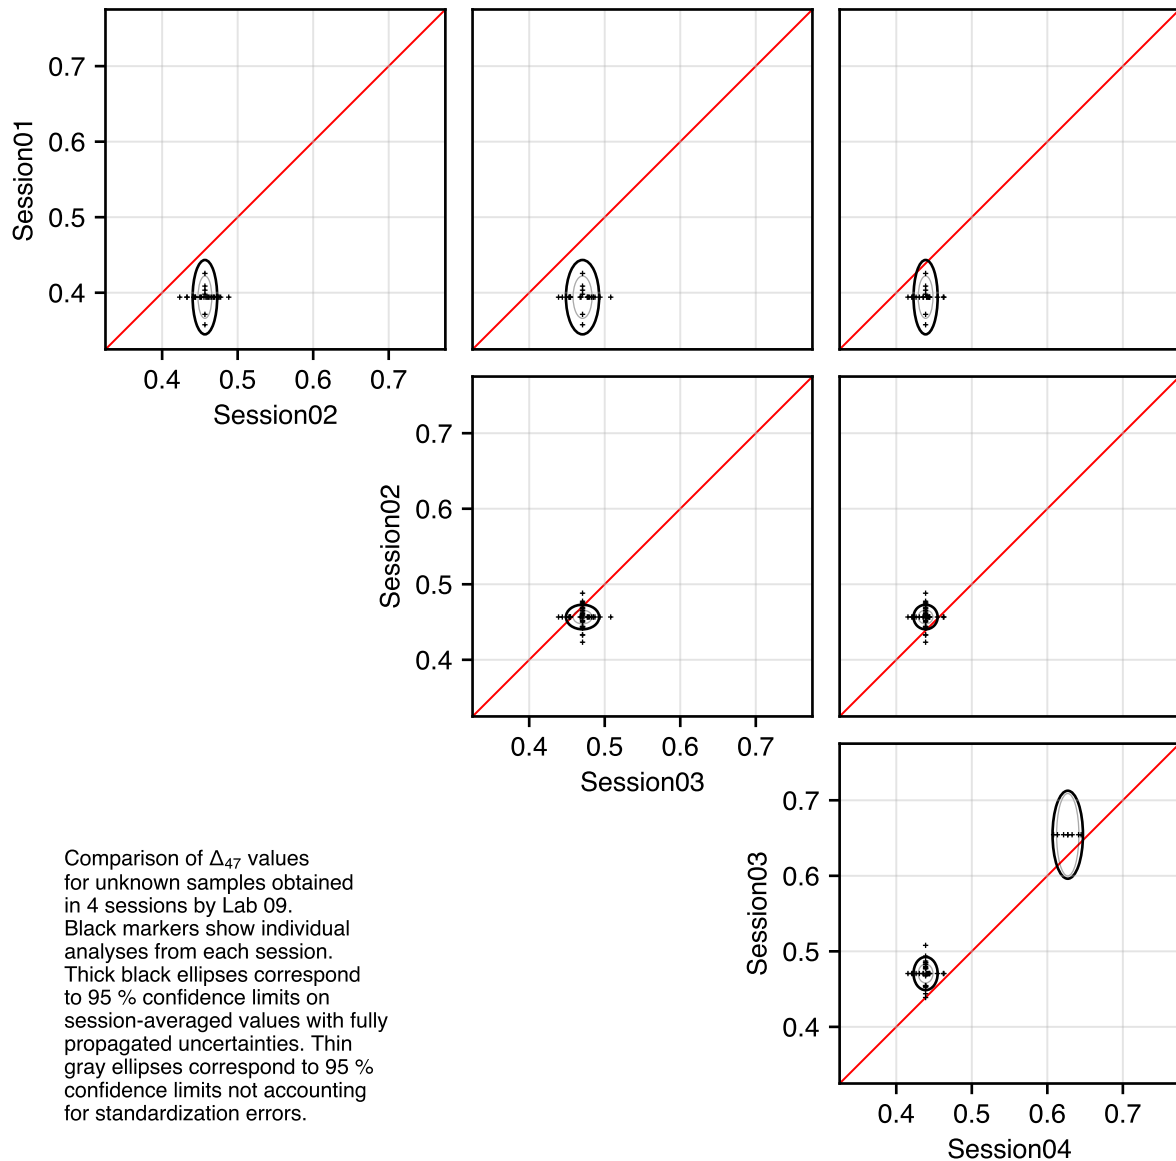 0.7
0.6
0.5
0.4
Session01
0.4 0.5 0.6 0.7
Session02
0.7
0.6
0.5
0.4
Session02
0.4 0.5 0.6 0.7
Session03
0.7
0.6
0.5
0.4
Session03
0.4 0.5 0.6 0.7
Session04
Comparison of Δ₄₇ values
for unknown samples obtained
in 4 sessions by Lab 09.
Black markers show individual
analyses from each session.
Thick black ellipses correspond
to 95 % confidence limits on
session-averaged values with fully
propagated uncertainties. Thin
gray ellipses correspond to 95 %
confidence limits not accounting
for standardization errors.